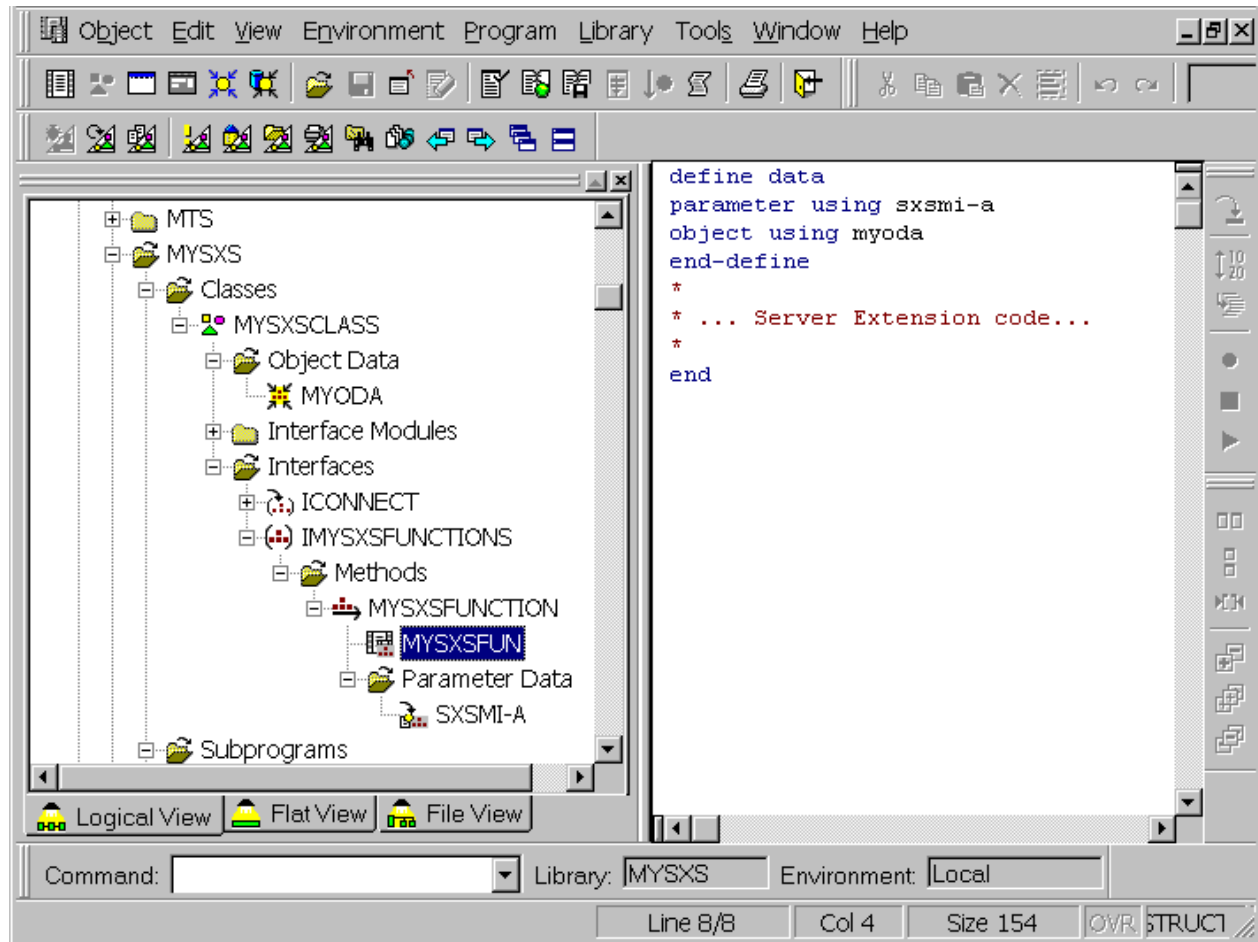 Object Edit View Environment Program Library Tools Window Help
MTS
MYSXS
Classes
MYSXSCLASS
Object Data
MYODA
Interface Modules
Interfaces
ICONNECT
IMYSXSFUNCTIONS
Methods
MYSXSFUNCTION
MYSXSFUN
Parameter Data
SXSMI-A
Subprograms
Logical View Flat View File View
define data
parameter using sxsmi-a
object using myoda
end-define
*
* ... Server Extension code...
*
end
10
20
Command: Library: MYSXS Environment: Local
Line 8/8 Col 4 Size 154 OVR STRUCT